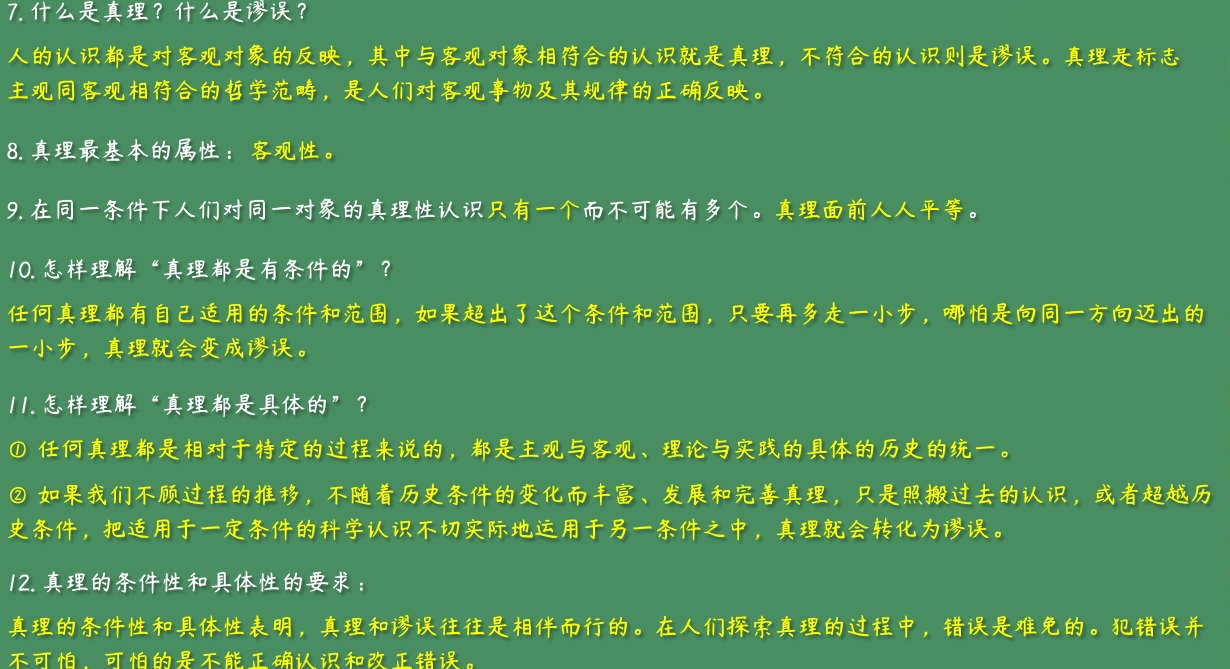 7. 什么是真理？什么是谬误？
人的认识都是对客观对象的反映，其中与客观对象相符合的认识就是真理，不符合的认识则是谬误。真理是标志
主观同客观相符合的哲学范畴，是人们对客观事物及其规律的正确反映。
8. 真理最基本的属性：客观性。
9. 在同一条件下人们对同一对象的真理性认识只有一个而不可能有多个。真理面前人人平等。
10. 怎样理解“真理都是有条件的”？
任何真理都有自己适用的条件和范围，如果超出了这个条件和范围，只要再多走一小步，哪怕是向同一方向迈出的
一小步，真理就会变成谬误。
11. 怎样理解“真理都是具体的”？
① 任何真理都是相对于特定的过程来说的，都是主观与客观、理论与实践的具体的历史的统一。
② 如果我们不顾过程的推移，不随着历史条件的变化而丰富、发展和完善真理，只是照搬过去的认识，或者超越历
史条件，把适用于一定条件的科学认识不切实际地运用于另一条件之中，真理就会转化为谬误。
12. 真理的条件性和具体性的要求：
真理的条件性和具体性表明，真理和谬误往往是相伴而行的。在人们探索真理的过程中，错误是难免的。犯错误并
不可怕，可怕的是不能正确认识和改正错误。